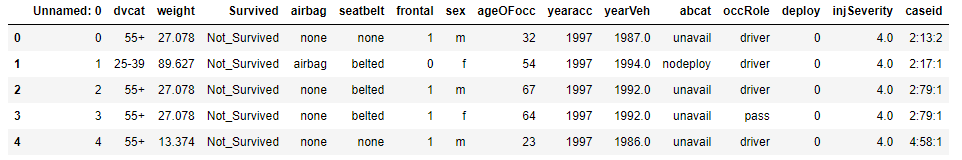 Unnamed: 0 dvcat weight Survived airbag seatbelt frontal sex ageOFocc yearacc yearVeh abcat occRole deploy injSeverity caseid
0 0 55+ 27.078 Not_Survived none none 1 m 32 1997 1987.0 unavail driver 0 4.0 2:13:2
1 1 25-39 89.627 Not_Survived airbag belted 0 f 54 1997 1994.0 nodeploy driver 0 4.0 2:17:1
2 2 55+ 27.078 Not_Survived none belted 1 m 67 1997 1992.0 unavail driver 0 4.0 2:79:1
3 3 55+ 27.078 Not_Survived none belted 1 f 64 1997 1992.0 unavail pass 0 4.0 2:79:1
4 4 55+ 13.374 Not_Survived none none 1 m 23 1997 1986.0 unavail driver 0 4.0 4:58:1